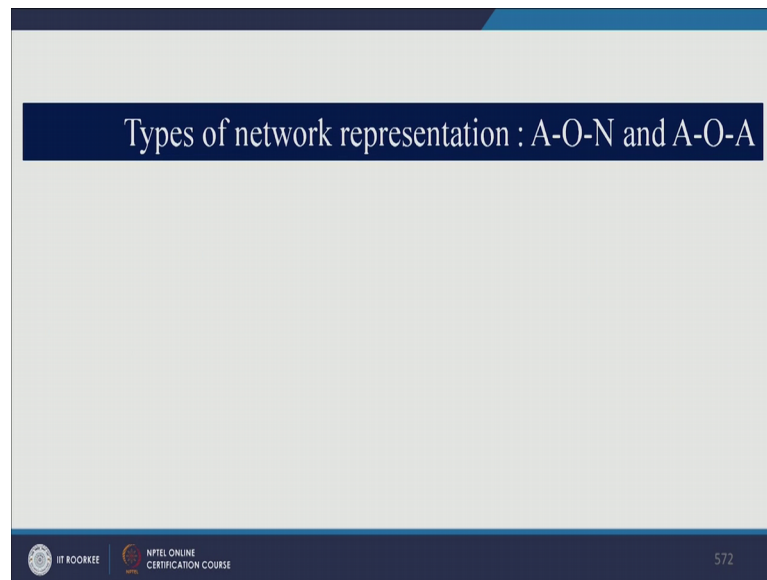 Types of network representation : A-O-N and A-O-A
IIT ROORKEE
NPTEL ONLINE
CERTIFICATION COURSE
572